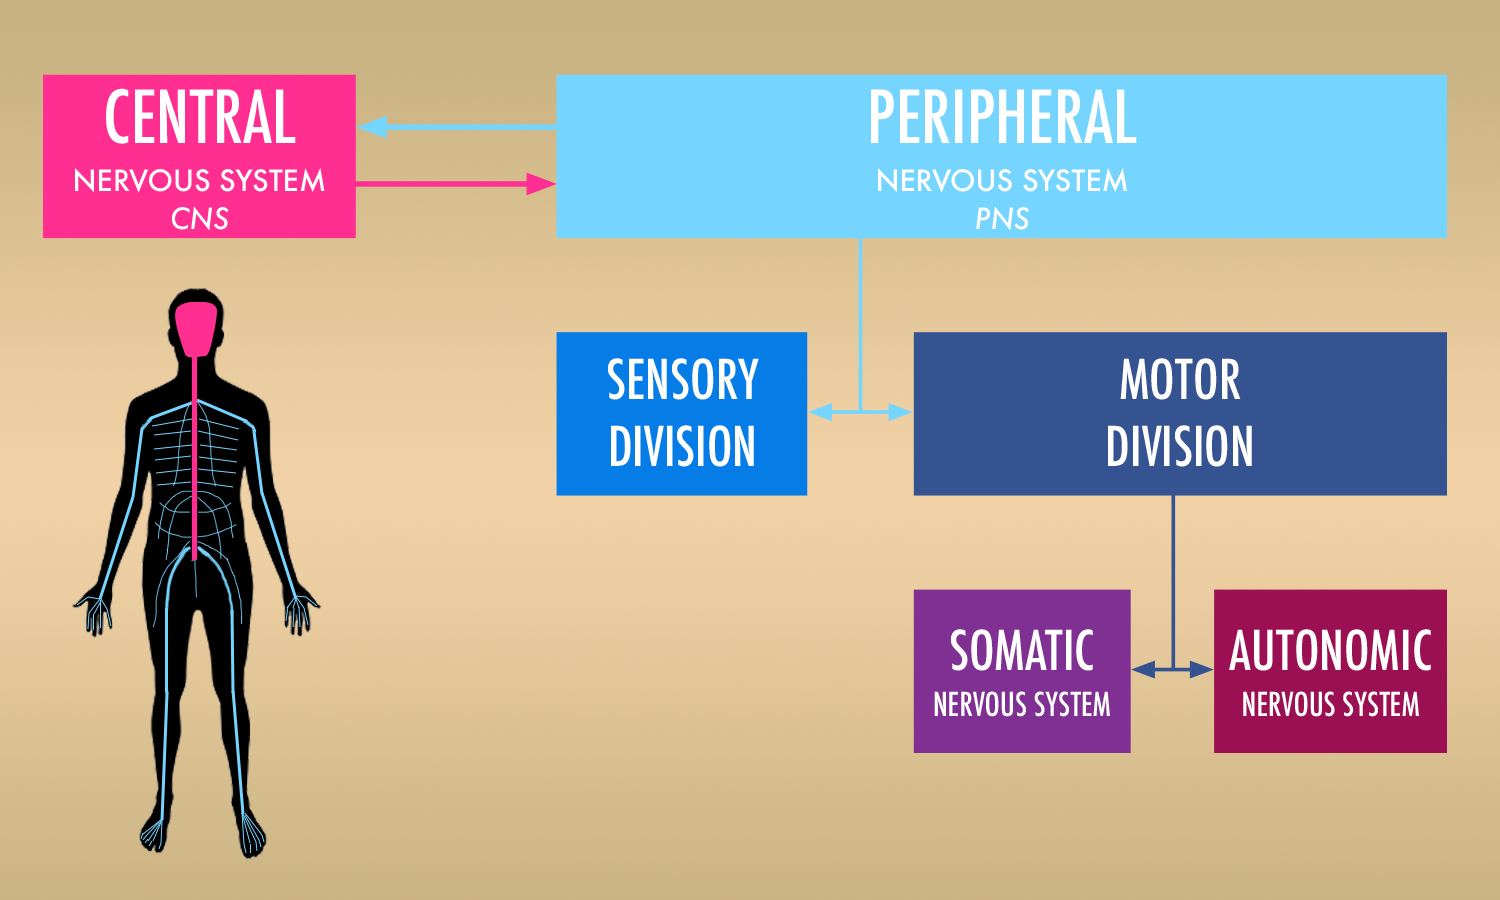 CENTRAL
NERVOUS SYSTEM
CNS
PERIPHERAL
NERVOUS SYSTEM
PNS
SENSORY
DIVISION
MOTOR
DIVISION
SOMATIC
NERVOUS SYSTEM
AUTONOMIC
NERVOUS SYSTEM